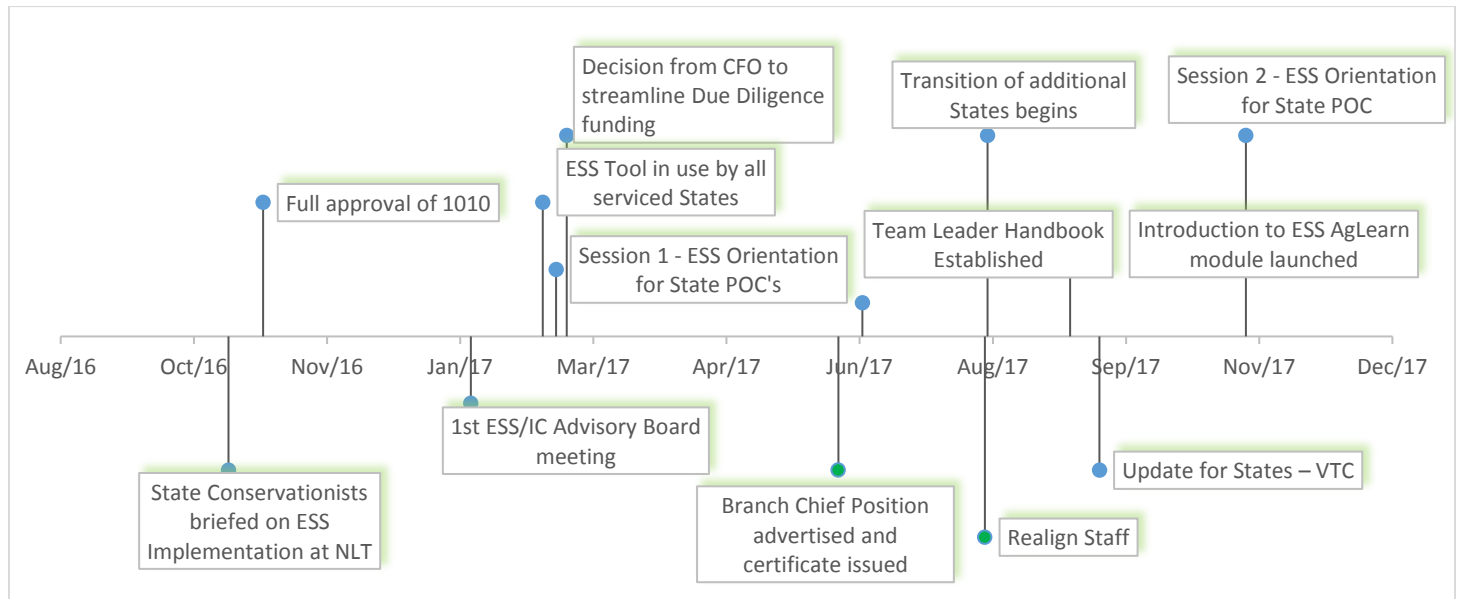 Decision from CFO to
streamline Due Diligence
funding
Transition of additional
States begins
Session 2 - ESS Orientation
for State POC
Full approval of 1010
ESS Tool in use by all
serviced States
Session 1 - ESS Orientation
for State POC's
Team Leader Handbook
Established
Introduction to ESS AgLearn
module launched
Aug/16
Oct/16
Nov/16
Jan/17
Mar/17
Apr/17
Jun/17
Aug/17
Sep/17
Nov/17
Dec/17
State Conservationists
briefed on ESS
Implementation at NLT
1st ESS/IC Advisory Board
meeting
Branch Chief Position
advertised and
certificate issued
Realign Staff
Update for States – VTC